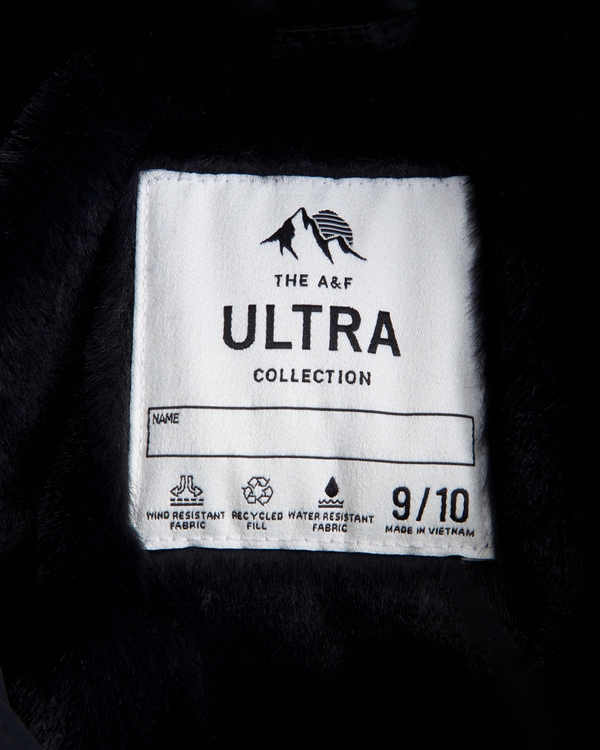 THE A&F
ULTRA
COLLECTION
NAME
WIND RESISTANT
FABRIC
RECYCLED
FILL
WATER RESISTANT
FABRIC
9/10
MADE IN VIETNAM